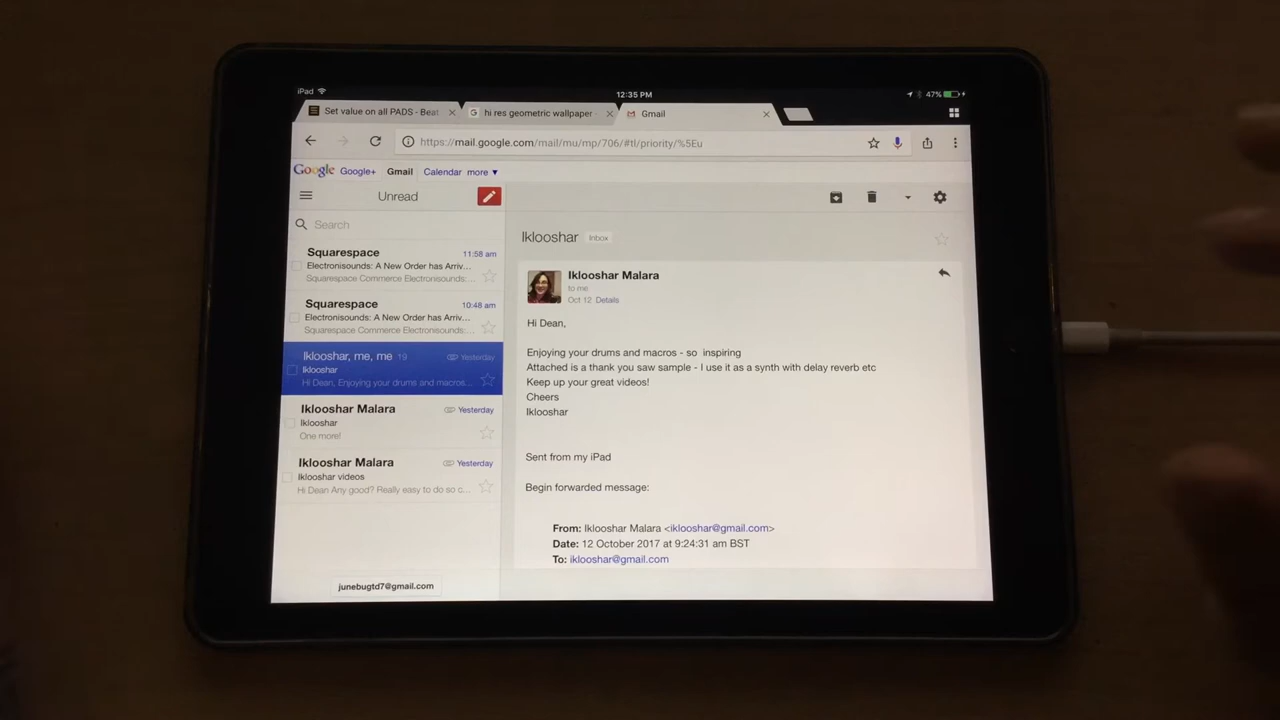 iPad
12:35 PM
47%
Set value on all PADS - Beat
hi res geometric wallpaper -
Gmail
https://mail.google.com/mail/mu/mp/706/#tl/priority/%5Eu
Google Google+ Gmail Calendar more ▼
Unread
Search
Squarespace 11:58 am
Electronisounds: A New Order has Arriv...
Squarespace Commerce Electronisounds:...
Squarespace 10:48 am
Electronisounds: A New Order has Arriv...
Squarespace Commerce Electronisounds:...
Iklooshar, me, me 19 Yesterday
Iklooshar
Hi Dean, Enjoying your drums and macros...
Iklooshar Malara Yesterday
Iklooshar
One more!
Iklooshar Malara Yesterday
Iklooshar videos
Hi Dean Any good? Really easy to do so c...
junebugtd7@gmail.com
Iklooshar Inbox
Iklooshar Malara
to me
Oct 12 Details
Hi Dean,
Enjoying your drums and macros - so inspiring
Attached is a thank you saw sample - I use it as a synth with delay reverb etc
Keep up your great videos!
Cheers
Iklooshar
Sent from my iPad
Begin forwarded message:
From: Iklooshar Malara <iklooshar@gmail.com>
Date: 12 October 2017 at 9:24:31 am BST
To: iklooshar@gmail.com